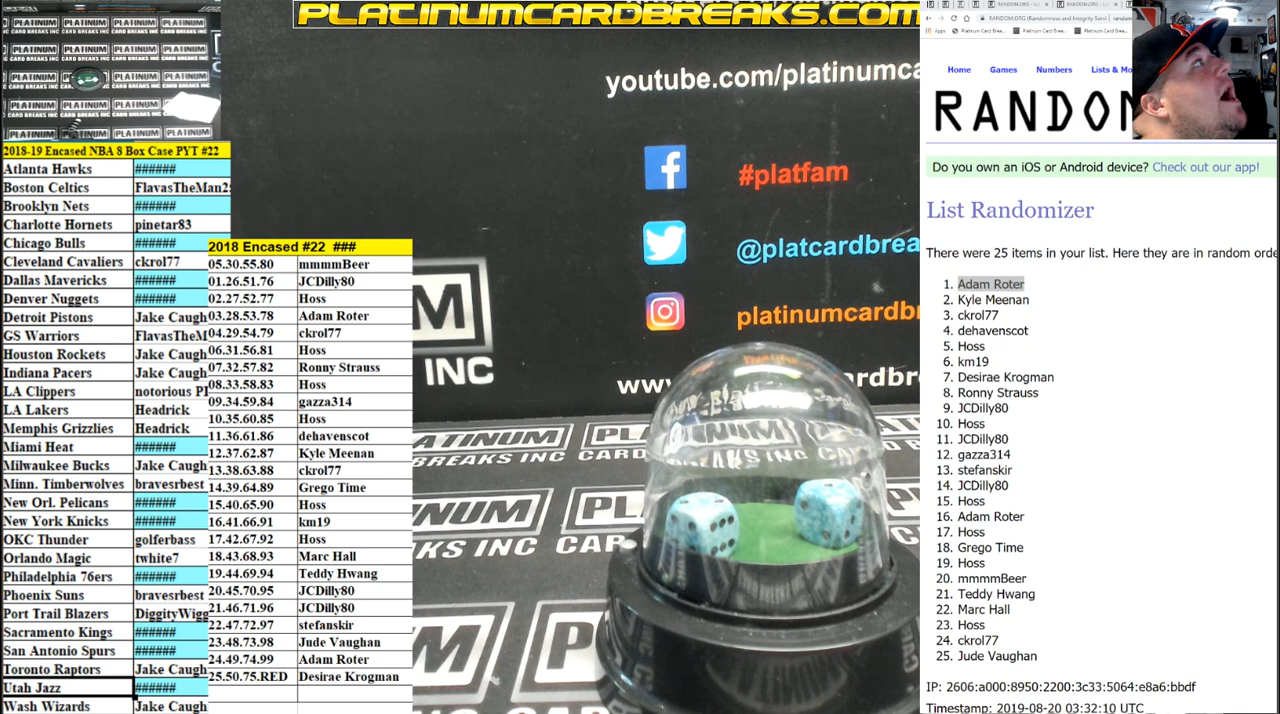 PLATINUMCARDBREAKS.COM
youtube.com/platinumca
#platfam
@platcardbrea
platinumcardb
INC
2018-19 Encased NBA 8 Box Case PYT #22
Atlanta Hawks ######
Boston Celtics FlavasTheMan2
Brooklyn Nets ######
Charlotte Hornets pinetar83
Chicago Bulls ######
Cleveland Cavaliers ckrol77
Dallas Mavericks ######
Denver Nuggets ######
Detroit Pistons Jake Caugh
GS Warriors FlavasTheM
Houston Rockets Jake Caugh
Indiana Pacers Jake Caugh
LA Clippers notorious PI
LA Lakers Headrick
Memphis Grizzlies Headrick
Miami Heat ######
Milwaukee Bucks Jake Caugh
Minn. Timberwolves bravesrbest
New Orl. Pelicans ######
New York Knicks ######
OKC Thunder golferbass
Orlando Magic twhite7
Philadelphia 76ers ######
Phoenix Suns bravesrbest
Port Trail Blazers DiggityWigg
Sacramento Kings ######
San Antonio Spurs ######
Toronto Raptors Jake Caugh
Utah Jazz ######
Wash Wizards Jake Caugh
2018 Encased #22 ###
05.30.55.80 mmmmBeer
01.26.51.76 JCDilly80
02.27.52.77 Hoss
03.28.53.78 Adam Roter
04.29.54.79 ckrol77
06.31.56.81 Hoss
07.32.57.82 Ronny Strauss
08.33.58.83 Hoss
09.34.59.84 gazza314
10.35.60.85 Hoss
11.36.61.86 dehavenscot
12.37.62.87 Kyle Meenan
13.38.63.88 ckrol77
14.39.64.89 Grego Time
15.40.65.90 Hoss
16.41.66.91 km19
17.42.67.92 Hoss
18.43.68.93 Marc Hall
19.44.69.94 Teddy Hwang
20.45.70.95 JCDilly80
21.46.71.96 JCDilly80
22.47.72.97 stefanskir
23.48.73.98 Jude Vaughan
24.49.74.99 Adam Roter
25.50.75.RED Desirae Krogman
Home Games Numbers Lists & Mo
RANDOM
Do you own an iOS or Android device? Check out our app!
List Randomizer
There were 25 items in your list. Here they are in random orde
1. Adam Roter
2. Kyle Meenan
3. ckrol77
4. dehavenscot
5. Hoss
6. km19
7. Desirae Krogman
8. Ronny Strauss
9. JCDilly80
10. Hoss
11. JCDilly80
12. gazza314
13. stefanskir
14. JCDilly80
15. Hoss
16. Adam Roter
17. Hoss
18. Grego Time
19. Hoss
20. mmmmBeer
21. Teddy Hwang
22. Marc Hall
23. Hoss
24. ckrol77
25. Jude Vaughan
IP: 2606:a000:8950:2200:3c33:5064:e8a6:bbdf
Timestamp: 2019-08-20 03:32:10 UTC